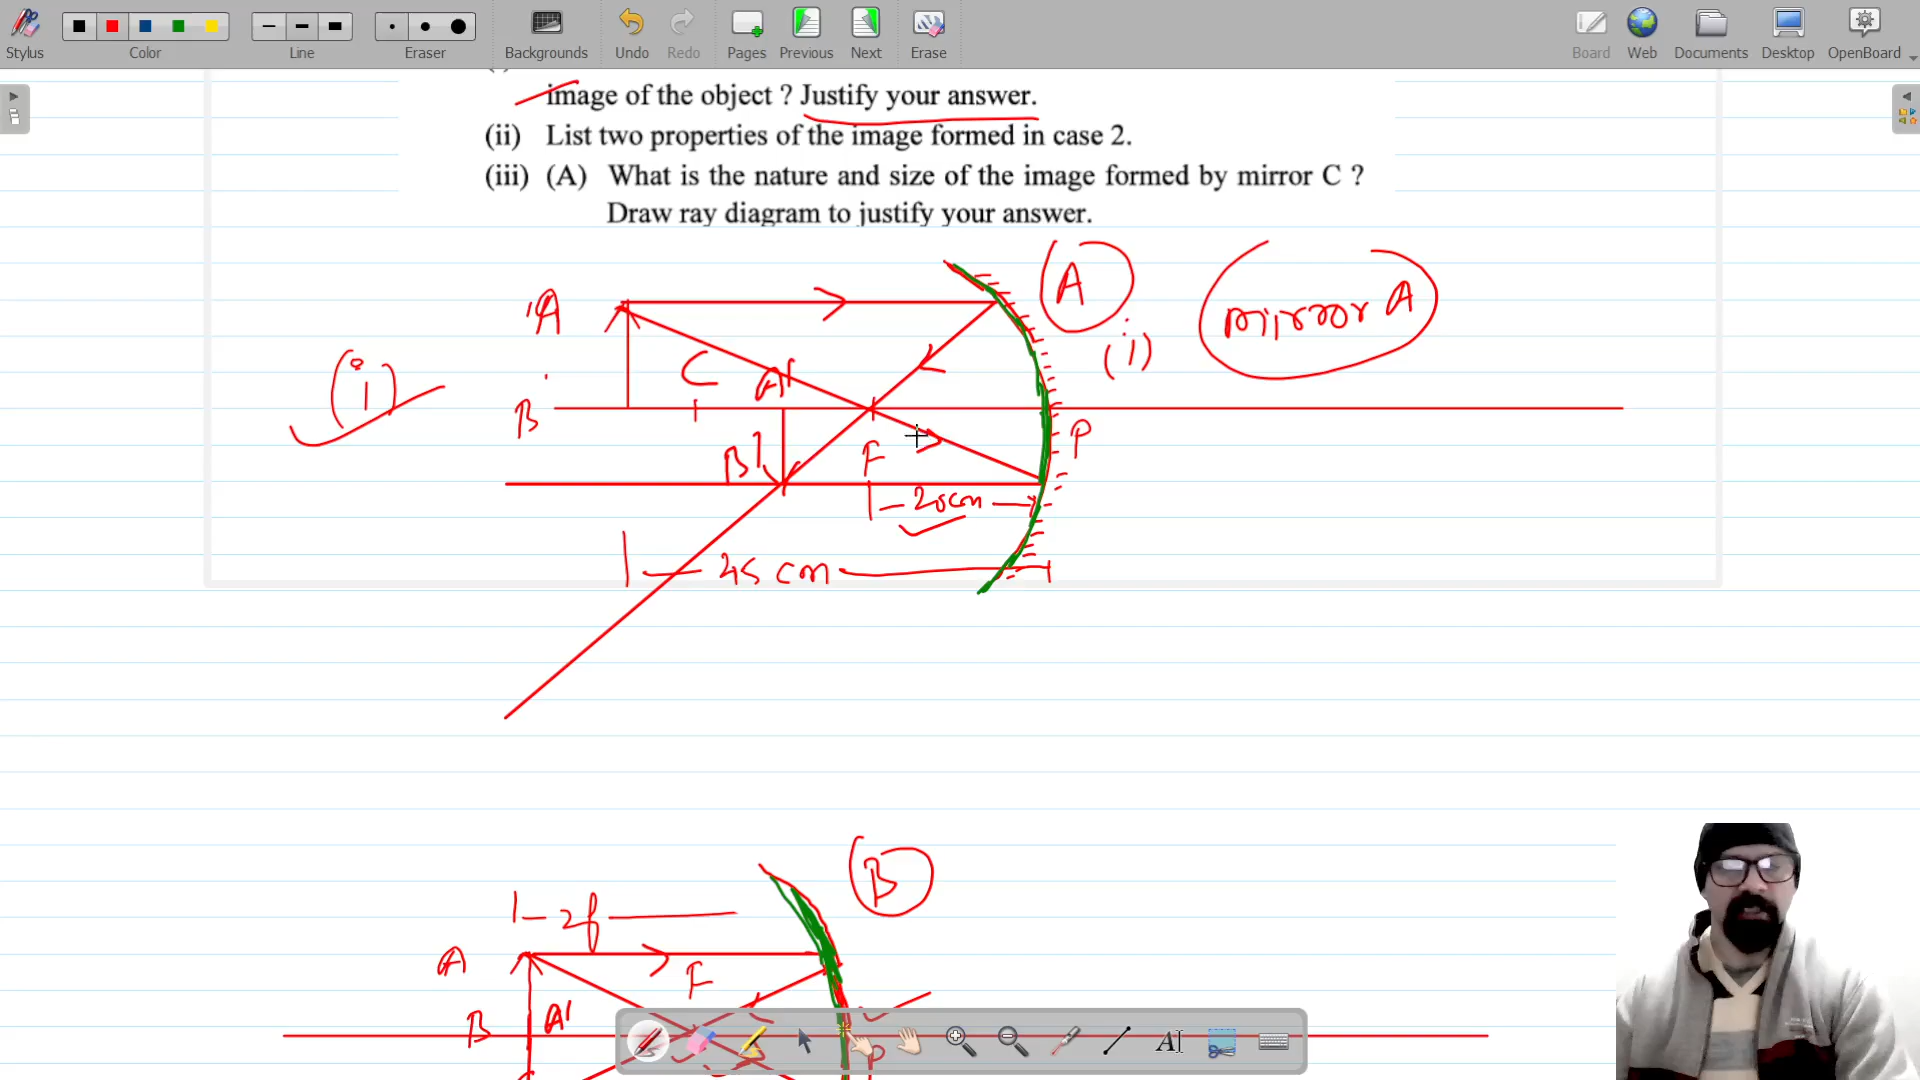 Stylus
Color
Line
Eraser
Backgrounds
Undo
Redo
Pages
Previous
Next
Erase
Board
Web
Documents
Desktop
OpenBoard
image of the object ? Justify your answer.
(ii) List two properties of the image formed in case 2.
(iii) (A) What is the nature and size of the image formed by mirror C ?
Draw ray diagram to justify your answer.
A
A
mirror A
(i)
(i)
C
A'
B
P
B'
F
20cm
45 cm
B
2f
A
F
B
A'
P
AI